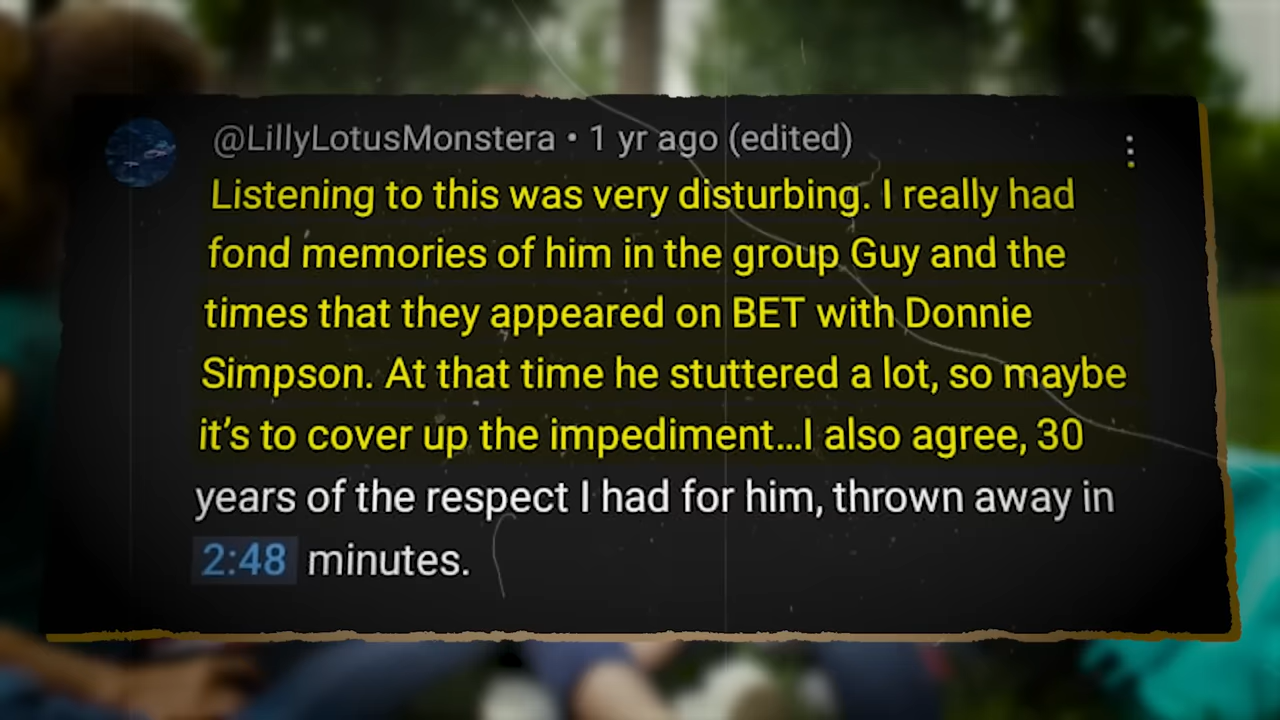 @LillyLotusMonstera • 1 yr ago (edited)
Listening to this was very disturbing. I really had
fond memories of him in the group Guy and the
times that they appeared on BET with Donnie
Simpson. At that time he stuttered a lot, so maybe
it’s to cover up the impediment...I also agree, 30
years of the respect I had for him, thrown away in
2:48 minutes.